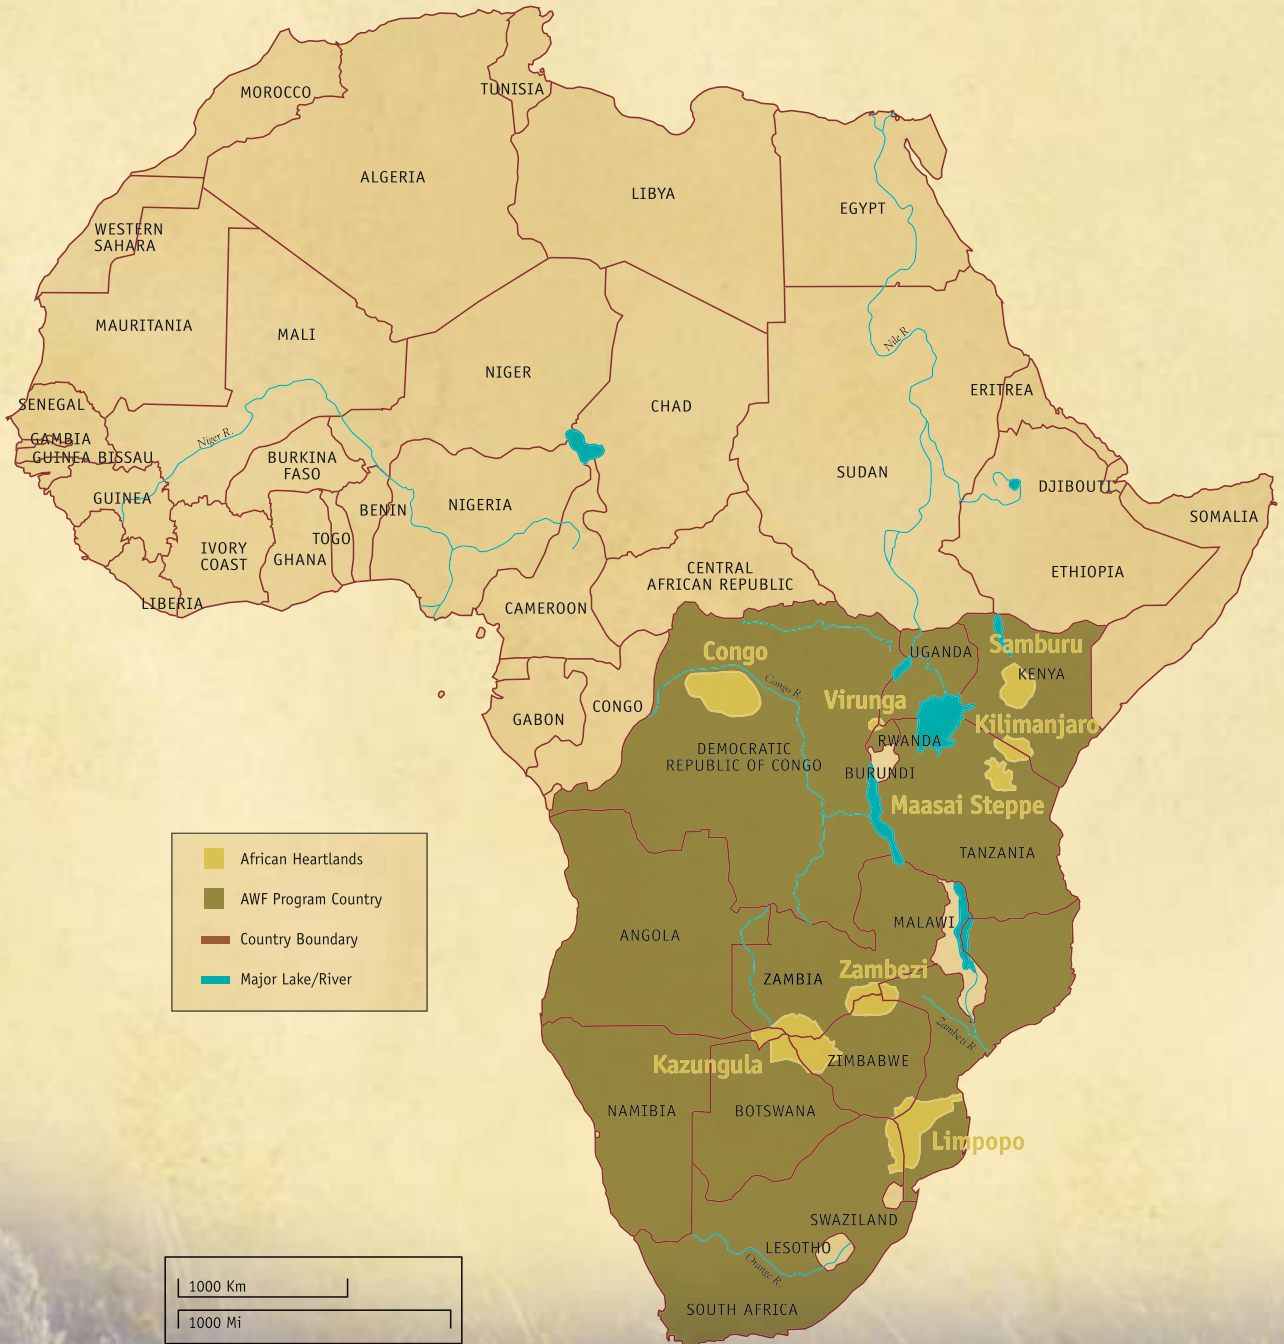 MOROCCO
TUNISIA
ALGERIA
LIBYA
EGYPT
WESTERN
SAHARA
MAURITANIA
MALI
NIGER
CHAD
Nile R.
ERITREA
SENEGAL
GAMBIA
GUINEA BISSAU
Niger R.
BURKINA
FASO
SUDAN
DJIBOUTI
GUINEA
BENIN
NIGERIA
SOMALIA
TOGO
IVORY
COAST
GHANA
CENTRAL
AFRICAN REPUBLIC
ETHIOPIA
LIBERIA
CAMEROON
Congo
UGANDA
Samburu
KENYA
Congo R.
Virunga
GABON
CONGO
Kilimanjaro
RWANDA
DEMOCRATIC
REPUBLIC OF CONGO
BURUNDI
Maasai Steppe
TANZANIA
African Heartlands
AWF Program Country
Country Boundary
Major Lake/River
MALAWI
ANGOLA
Zambezi
ZAMBIA
Zambezi R.
Kazungula
ZIMBABWE
NAMIBIA
BOTSWANA
Limpopo
SWAZILAND
LESOTHO
Orange R.
SOUTH AFRICA
1000 Km
1000 Mi